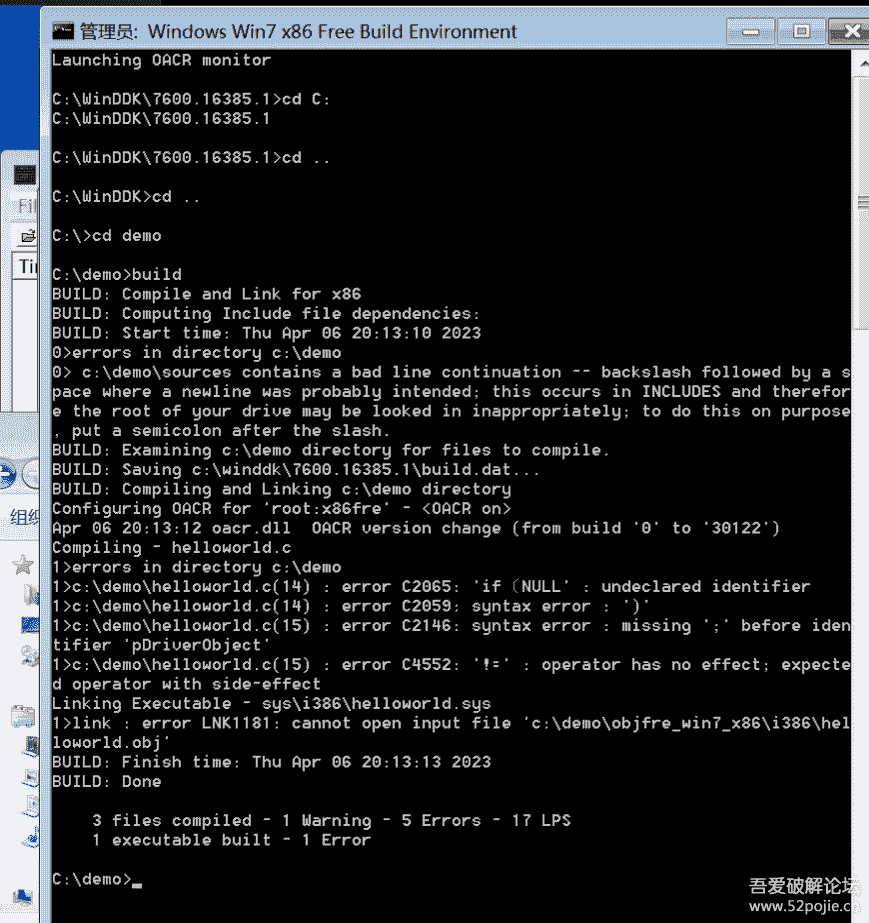 管理员: Windows Win7 x86 Free Build Environment
Launching OACR monitor
C:\WinDDK\7600.16385.1>cd C:
C:\WinDDK\7600.16385.1
C:\WinDDK\7600.16385.1>cd ..
C:\WinDDK>cd ..
C:\>cd demo
C:\demo>build
BUILD: Compile and Link for x86
BUILD: Computing Include file dependencies:
BUILD: Start time: Thu Apr 06 20:13:10 2023
0>errors in directory c:\demo
0> c:\demo\sources contains a bad line continuation -- backslash followed by a s
pace where a newline was probably intended; this occurs in INCLUDES and therefor
e the root of your drive may be looked in inappropriately; to do this on purpose
, put a semicolon after the slash.
BUILD: Examining c:\demo directory for files to compile.
BUILD: Saving c:\winddk\7600.16385.1\build.dat...
BUILD: Compiling and Linking c:\demo directory
Configuring OACR for 'root:x86fre' - <OACR on>
Apr 06 20:13:12 oacr.dll  OACR version change (from build '0' to '30122')
Compiling - helloworld.c
1>errors in directory c:\demo
1>c:\demo\helloworld.c(14) : error C2065: 'if（NULL' : undeclared identifier
1>c:\demo\helloworld.c(14) : error C2059: syntax error : ')'
1>c:\demo\helloworld.c(15) : error C2146: syntax error : missing ';' before iden
tifier 'pDriverObject'
1>c:\demo\helloworld.c(15) : error C4552: '!=' : operator has no effect; expecte
d operator with side-effect
Linking Executable - sys\i386\helloworld.sys
1>link : error LNK1181: cannot open input file 'c:\demo\objfre_win7_x86\i386\hel
loworld.obj'
BUILD: Finish time: Thu Apr 06 20:13:13 2023
BUILD: Done
3 files compiled - 1 Warning - 5 Errors - 17 LPS
1 executable built - 1 Error
C:\demo>_
Fil
Tir
组织
吾爱破解论坛
www.52pojie.c